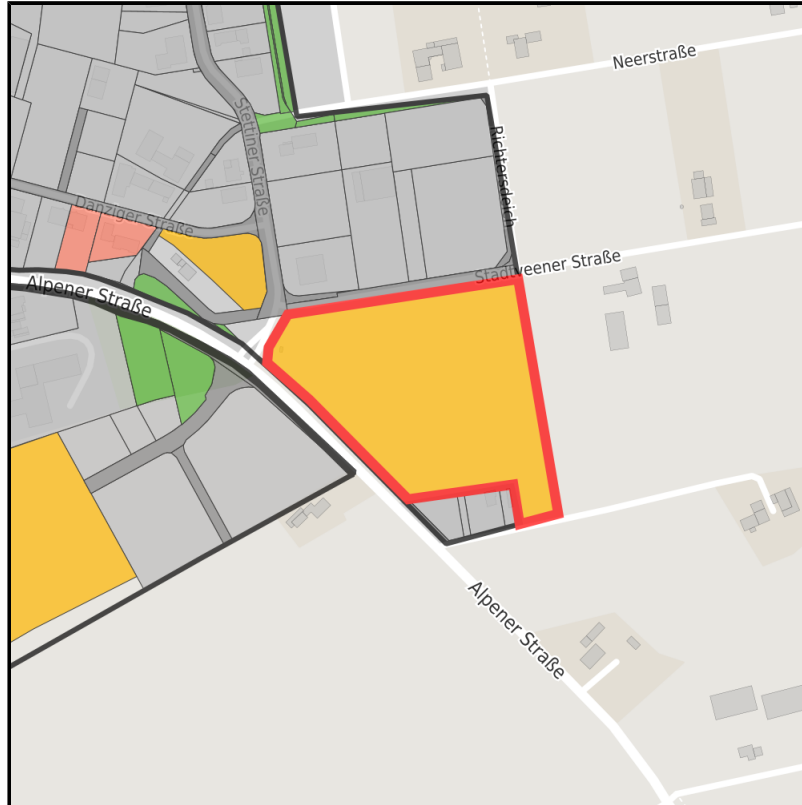 Neerstraße
Stettiner Straße
Richtersdeich
Danziger Straße
Stadtveener Straße
Alpener Straße
Alpener Straße